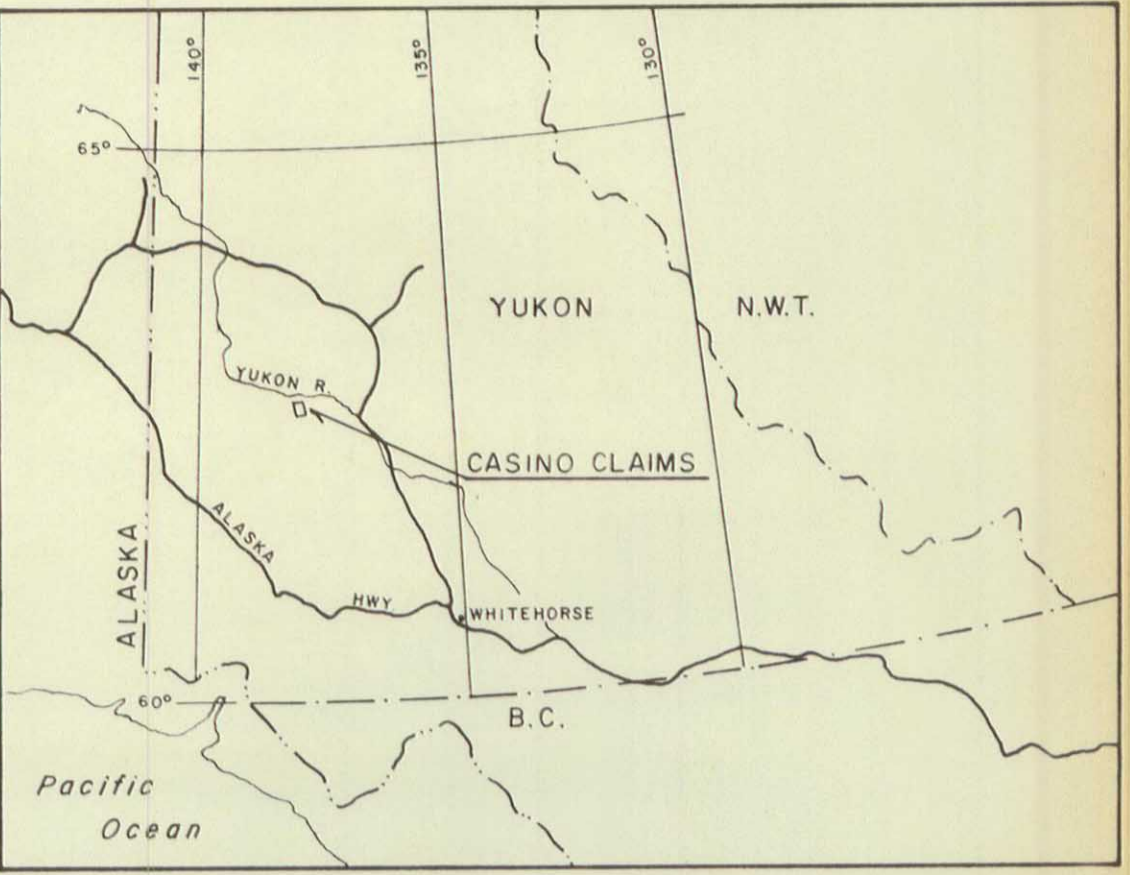 140°
135°
130°
65°
YUKON
N.W.T.
YUKON R.
CASINO CLAIMS
ALASKA
ALASKA
HWY
WHITEHORSE
60°
B.C.
Pacific
Ocean